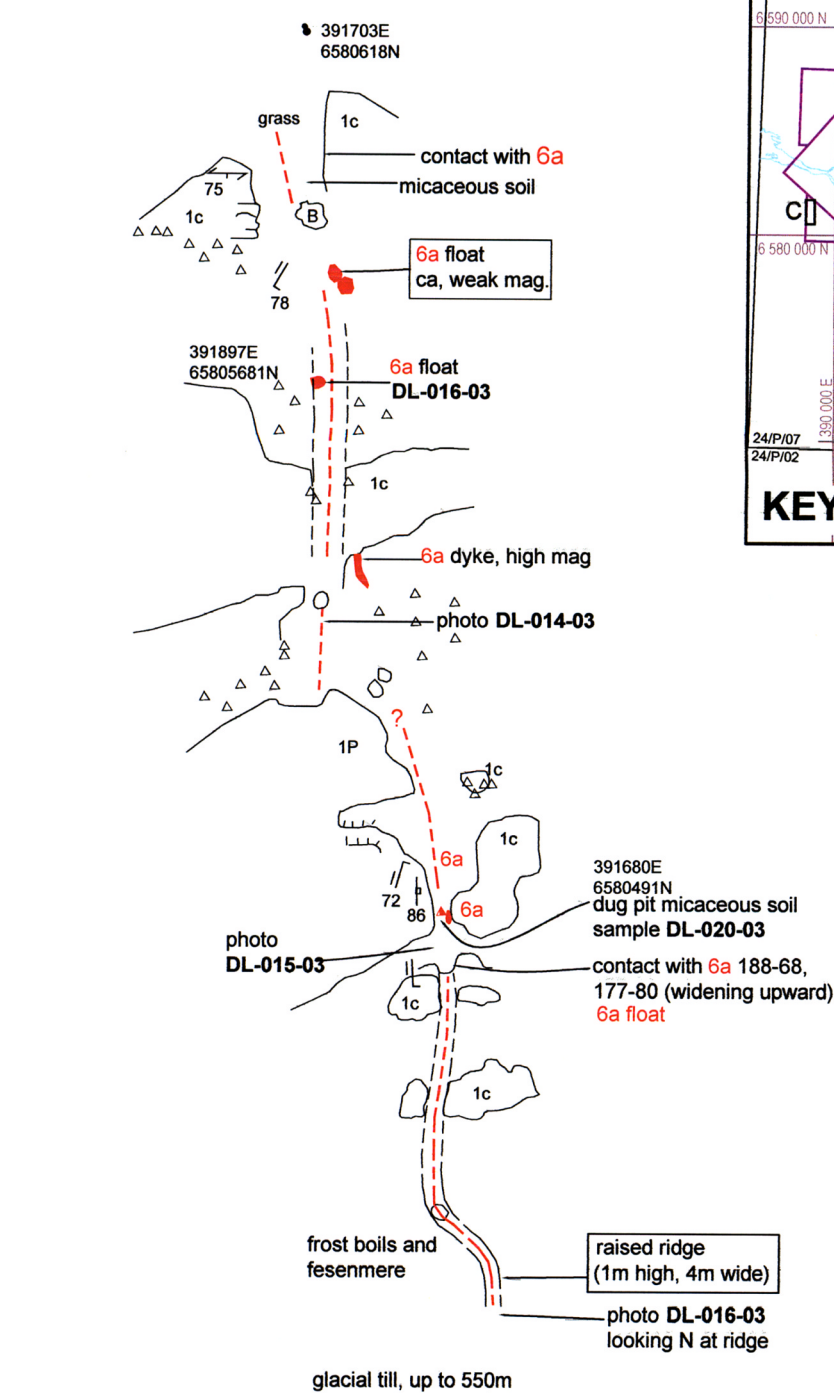 391703E
6580618N
6 590 000 N
grass
1c
contact with 6a
micaceous soil
75
1c
B
C
6 580 000 N
6a float
ca, weak mag.
78
391897E
65805681N
6a float
DL-016-03
390 000 E
24/P/07
24/P/02
1c
KEY
6a dyke, high mag
photo DL-014-03
?
1P
1c
1c
6a
391680E
6580491N
72
86
6a
dug pit micaceous soil
sample DL-020-03
photo
DL-015-03
contact with 6a 188-68,
177-80 (widening upward)
6a float
1c
1c
frost boils and
fesenmere
raised ridge
(1m high, 4m wide)
photo DL-016-03
looking N at ridge
glacial till, up to 550m